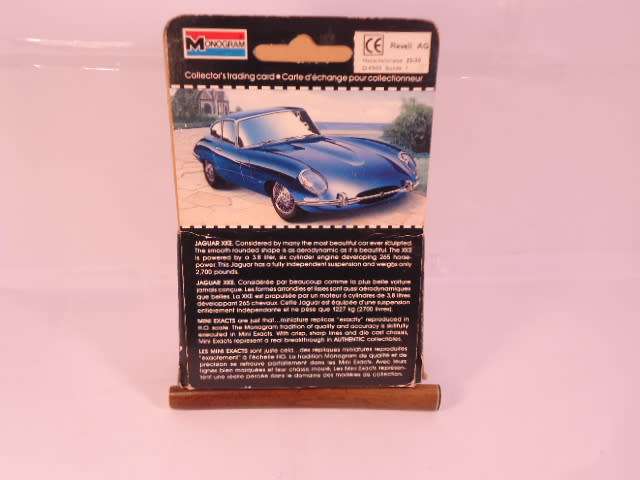 MONOGRAM
CE
Revell AG
Collector's trading card • Carte d'échange pour collectionneur
JAGUAR XKE. Considered by many the most beautiful car ever sculpted.
The smooth rounded shape is as aerodynamic as it is beautiful. The XKE
is powered by a 3.8 liter, six cylinder engine developing 265 horse-
power. This Jaguar has a fully independent suspension and weighs only
2,700 pounds.
JAGUAR XKE. Considérée par beaucoup comme la plus belle voiture
jamais conçue. Les formes arrondies et lisses sont aussi aérodynamiques
que belles. La XKE est propulsée par un moteur 6 cylindres de 3,8 litres
développant 265 chevaux. Cette Jaguar est équipée d'une suspension
entièrement indépendante et ne pèse que 1227 kg (2700 livres).
MINI EXACTS are just that...miniature replicas "exactly" reproduced in
H.O. scale. The Monogram tradition of quality and accuracy is skillfully
executed in Mini Exacts. With crisp, sharp lines and die cast chassis,
Mini Exacts represent a real breakthrough in AUTHENTIC collectibles.
LES MINI EXACTS sont juste cela...des répliques miniatures reproduites
"exactement" à l'échelle HO. La tradition Monogram de qualité et de
précision se retrouve parfaitement dans les Mini Exacts. Avec leurs
lignes bien marquées et leur châssis moulé, Les Mini Exacts représen-
tent une réelle percée dans le domaine des modèles de collection.